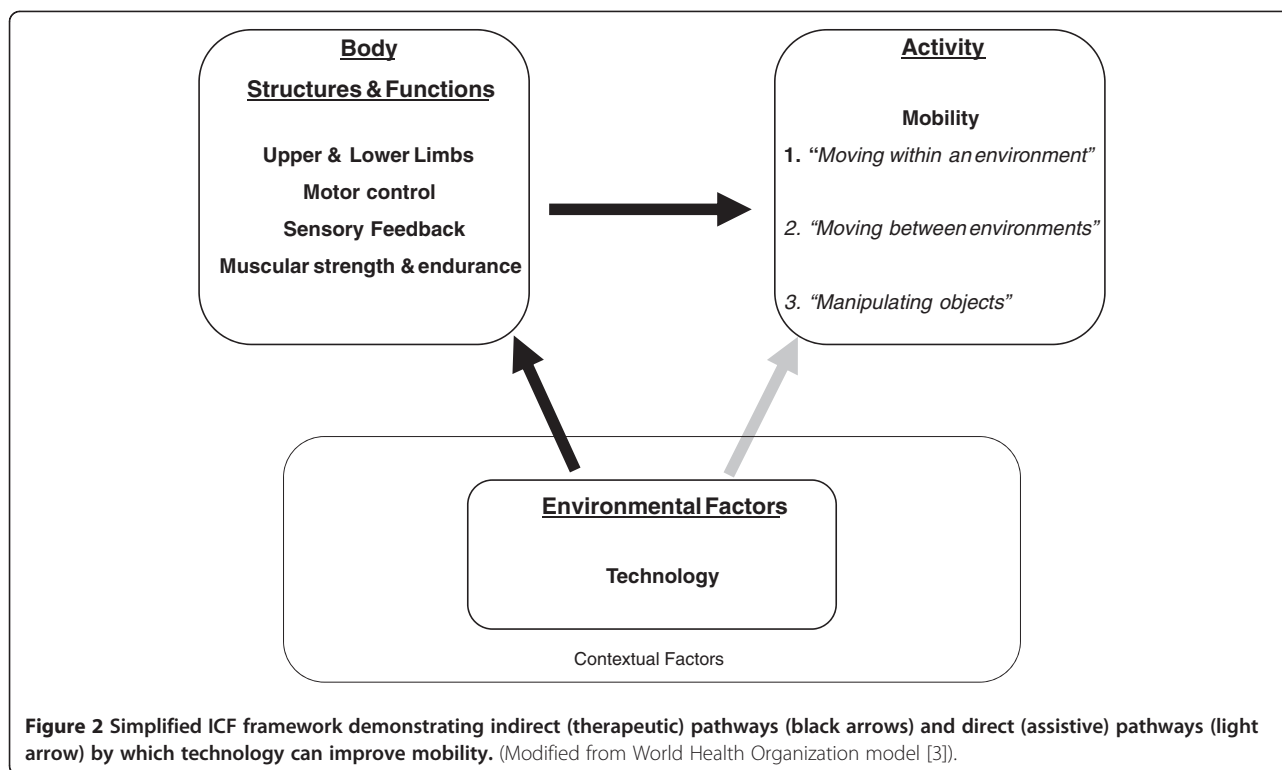 Body
Structures & Functions
Upper & Lower Limbs
Motor control
Sensory Feedback
Muscular strength & endurance
Activity
Mobility
1. “Moving within an environment”
2. “Moving between environments”
3. “Manipulating objects”
Environmental Factors
Technology
Contextual Factors
Figure 2 Simplified ICF framework demonstrating indirect (therapeutic) pathways (black arrows) and direct (assistive) pathways (light
arrow) by which technology can improve mobility. (Modified from World Health Organization model [3]).